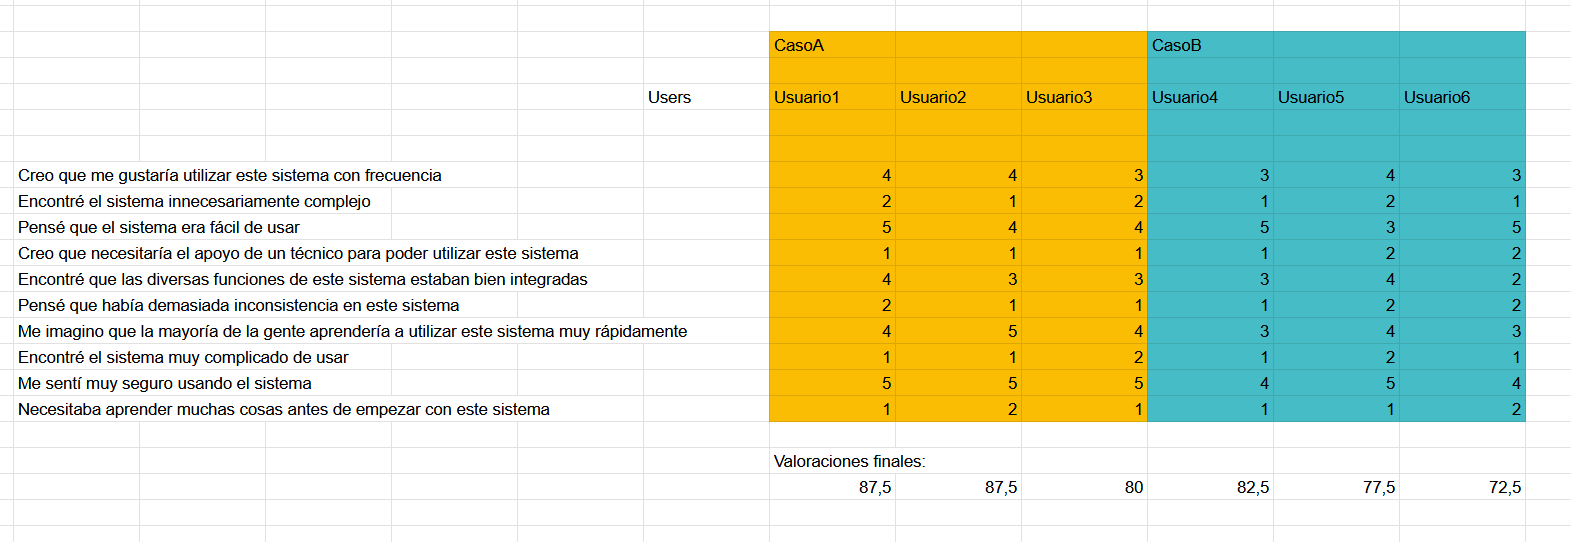 CasoA CasoB
Users Usuario1 Usuario2 Usuario3 Usuario4 Usuario5 Usuario6
Creo que me gustaría utilizar este sistema con frecuencia 4 4 3 3 4 3
Encontré el sistema innecesariamente complejo 2 1 2 1 2 1
Pensé que el sistema era fácil de usar 5 4 4 5 3 5
Creo que necesitaría el apoyo de un técnico para poder utilizar este sistema 1 1 1 1 2 2
Encontré que las diversas funciones de este sistema estaban bien integradas 4 3 3 3 4 2
Pensé que había demasiada inconsistencia en este sistema 2 1 1 1 2 2
Me imagino que la mayoría de la gente aprendería a utilizar este sistema muy rápidamente 4 5 4 3 4 3
Encontré el sistema muy complicado de usar 1 1 2 1 2 1
Me sentí muy seguro usando el sistema 5 5 5 4 5 4
Necesitaba aprender muchas cosas antes de empezar con este sistema 1 2 1 1 1 2
Valoraciones finales:
87,5 87,5 80 82,5 77,5 72,5